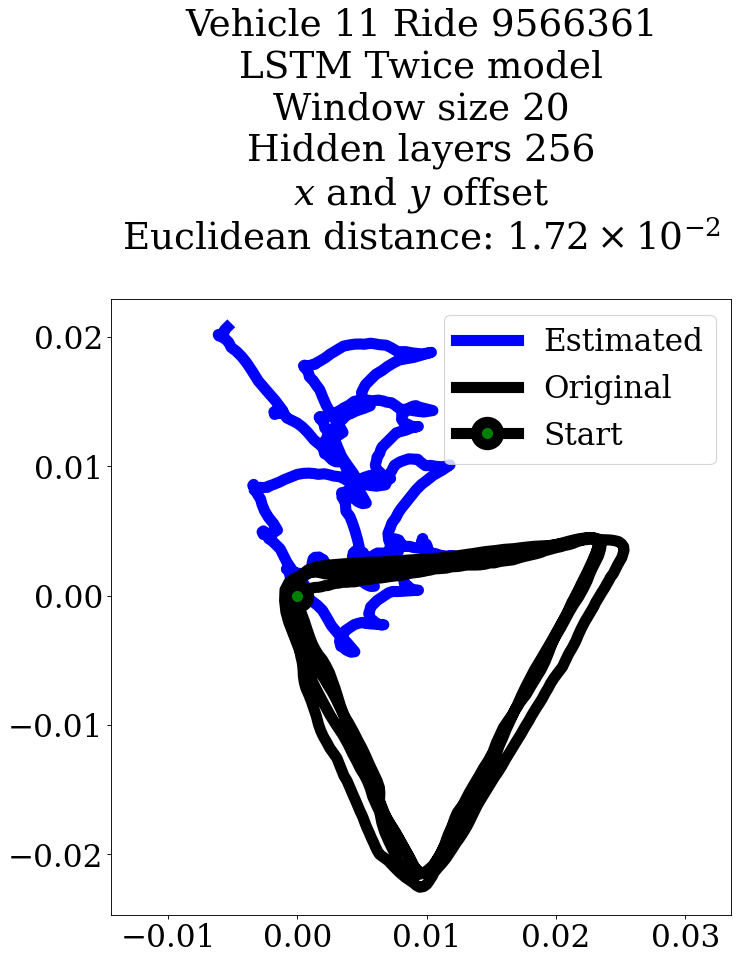 Vehicle 11 Ride 9566361
LSTM Twice model
Window size 20
Hidden layers 256
x and y offset
Euclidean distance: 1.72 × 10⁻²
Estimated
Original
Start
0.02
0.01
0.00
−0.01
−0.02
−0.01 0.00 0.01 0.02 0.03